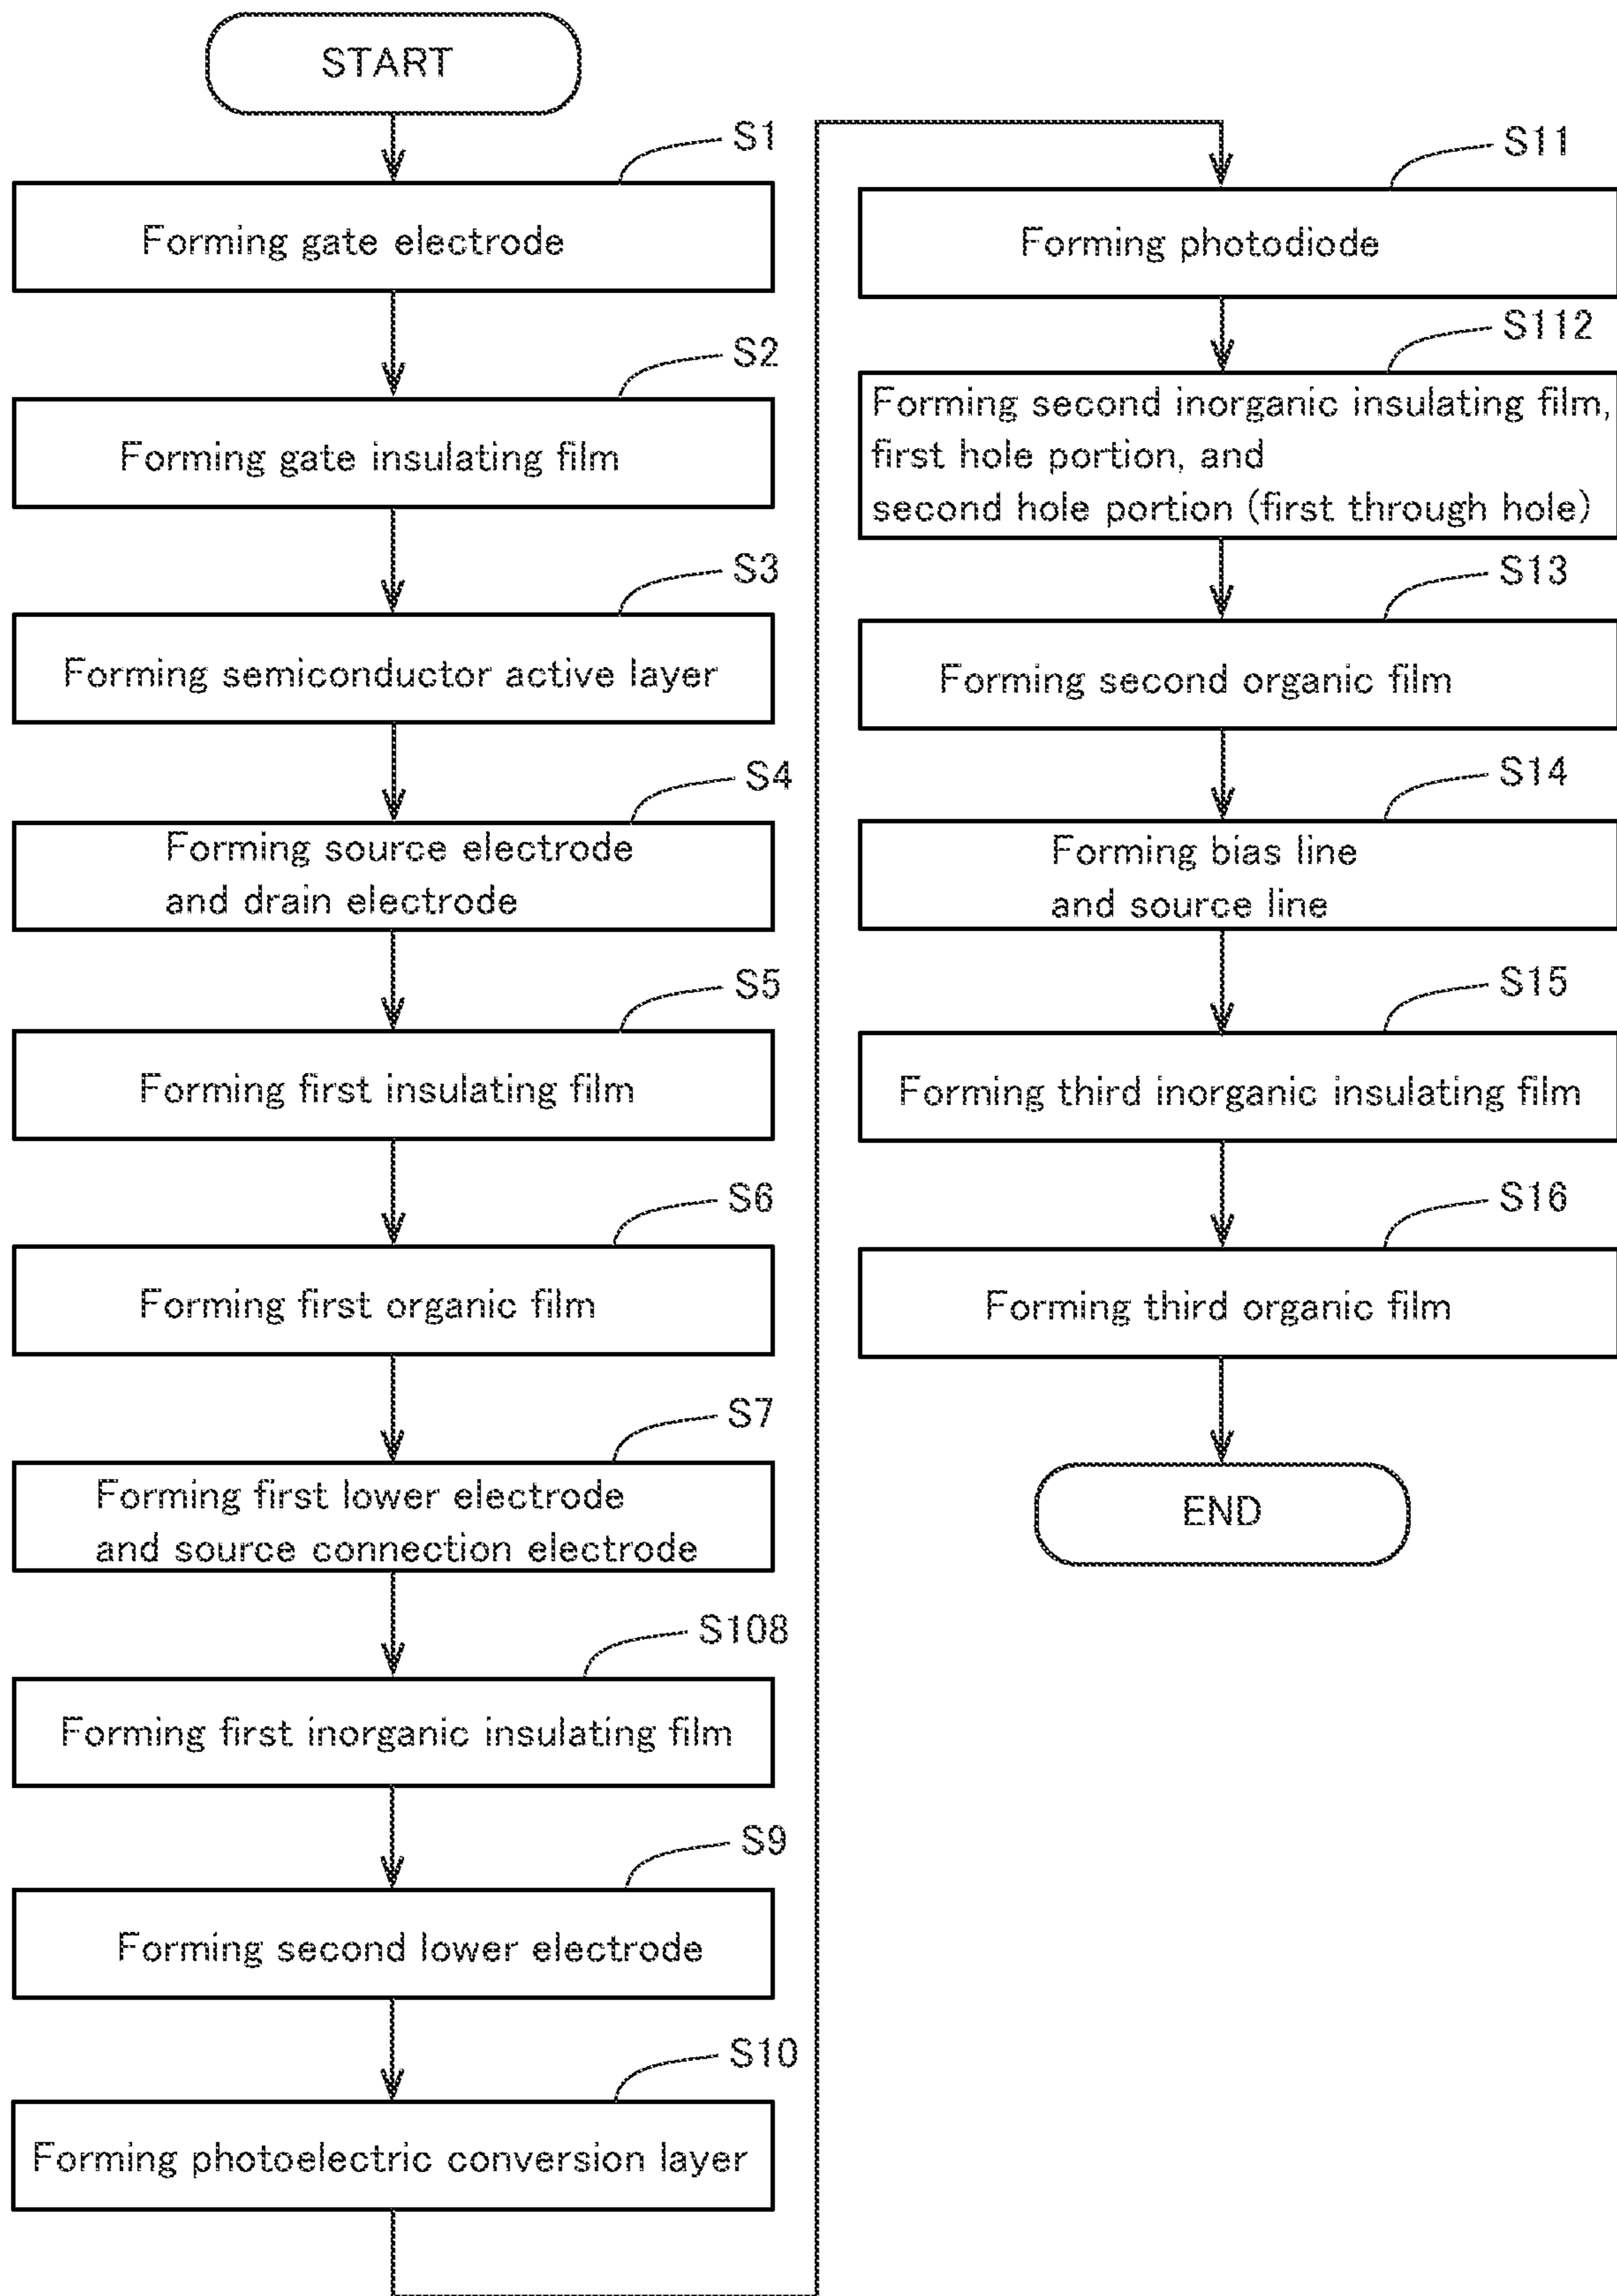 START
S1
Forming gate electrode
S2
Forming gate insulating film
S3
Forming semiconductor active layer
S4
Forming source electrode
and drain electrode
S5
Forming first insulating film
S6
Forming first organic film
S7
Forming first lower electrode
and source connection electrode
S108
Forming first inorganic insulating film
S9
Forming second lower electrode
S10
Forming photoelectric conversion layer
S11
Forming photodiode
S112
Forming second inorganic insulating film,
first hole portion, and
second hole portion (first through hole)
S13
Forming second organic film
S14
Forming bias line
and source line
S15
Forming third inorganic insulating film
S16
Forming third organic film
END